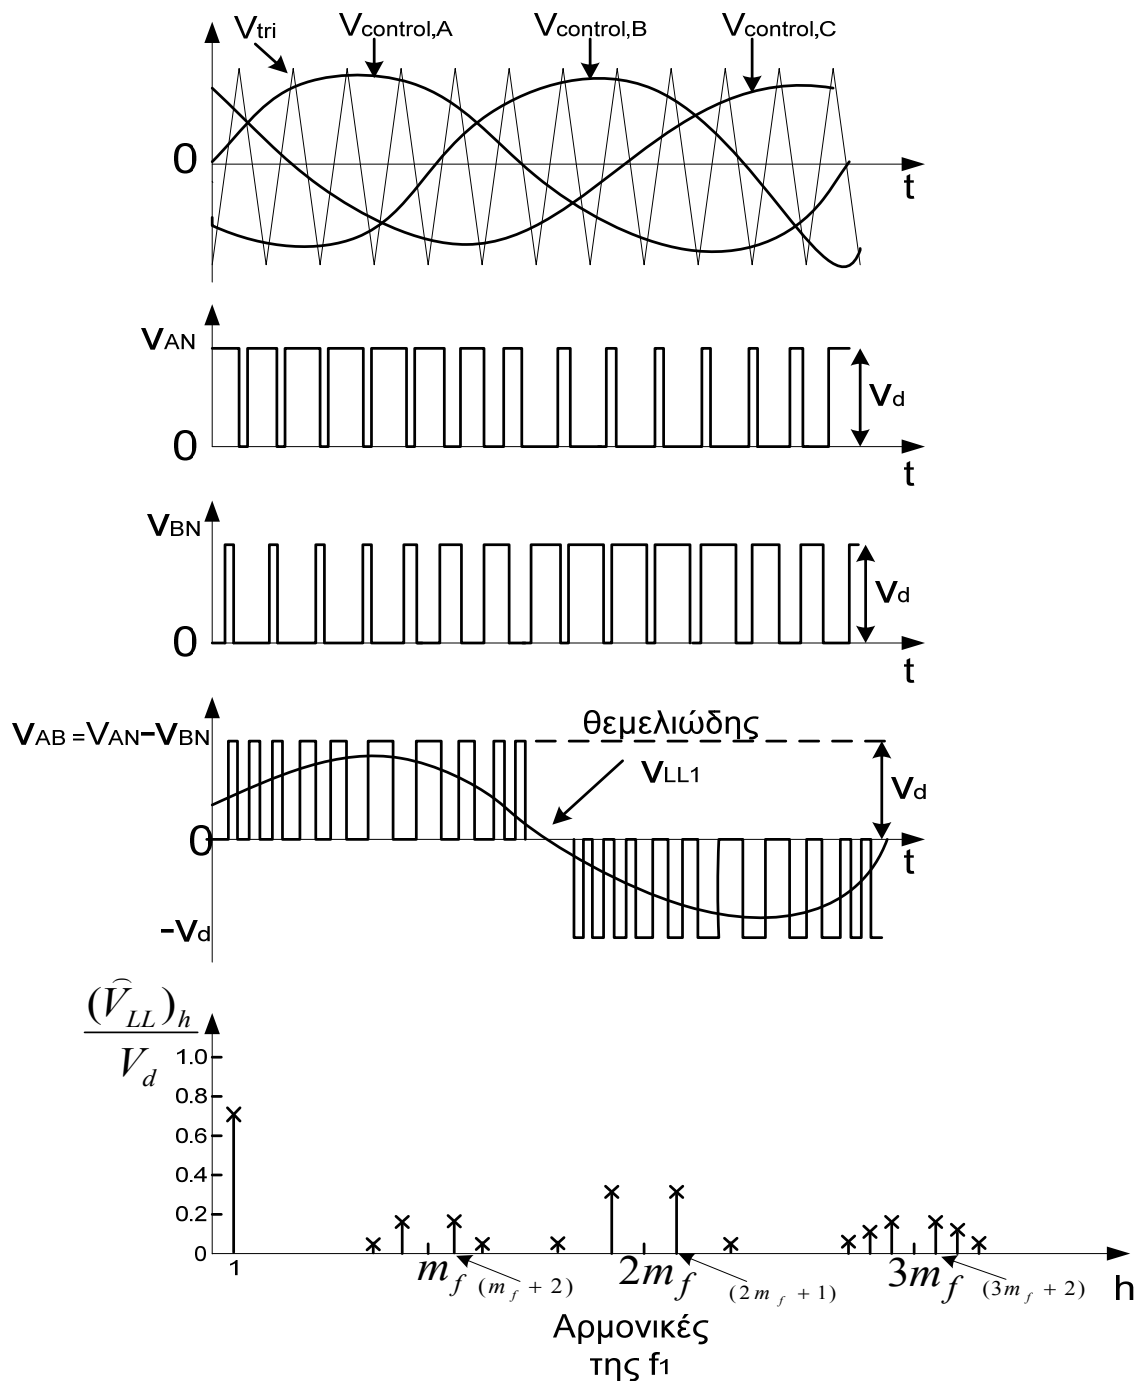 Vtri Vcontrol,A Vcontrol,B Vcontrol,C
0
t
VAN
Vd
0
t
VBN
Vd
0
t
VAB =VAN-VBN
θεμελιώδης
VLL1
Vd
0
t
-Vd
(V̂LL)h
Vd
1.0
0.8
0.6
0.4
0.2
0
1 mf (mf + 2) 2mf (2mf + 1) 3mf (3mf + 2) h
Αρμονικές
της f1